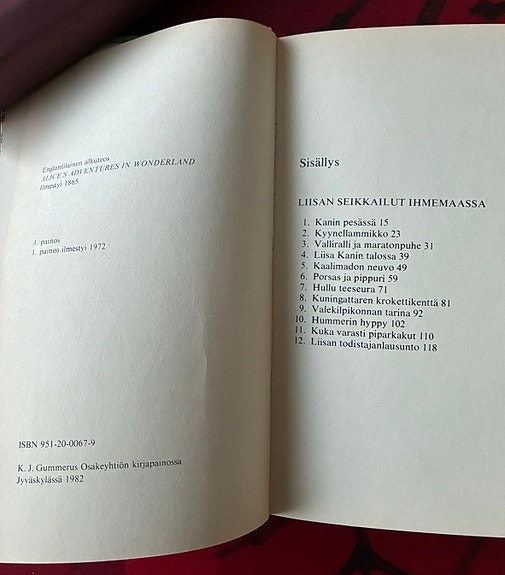 Englantilainen alkuteos
ALICE'S ADVENTURES IN WONDERLAND
Ilmestyi 1865
3. painos
1. painos ilmestyi 1972
ISBN 951-20-0067-9
K. J. Gummerus Osakeyhtiön kirjapainossa
Jyväskylässä 1982
Sisällys
LIISAN SEIKKAILUT IHMEMAASSA
1. Kanin pesässä 15
2. Kyynellammikko 23
3. Valliralli ja maratonpuhe 31
4. Liisa Kanin talossa 39
5. Kaalimadon neuvo 49
6. Porsas ja pippuri 59
7. Hullu teeseura 71
8. Kuningattaren krokettikenttä 81
9. Valekilpikonnan tarina 92
10. Hummerin hyppy 102
11. Kuka varasti piparkakut 110
12. Liisan todistajanlausunto 118